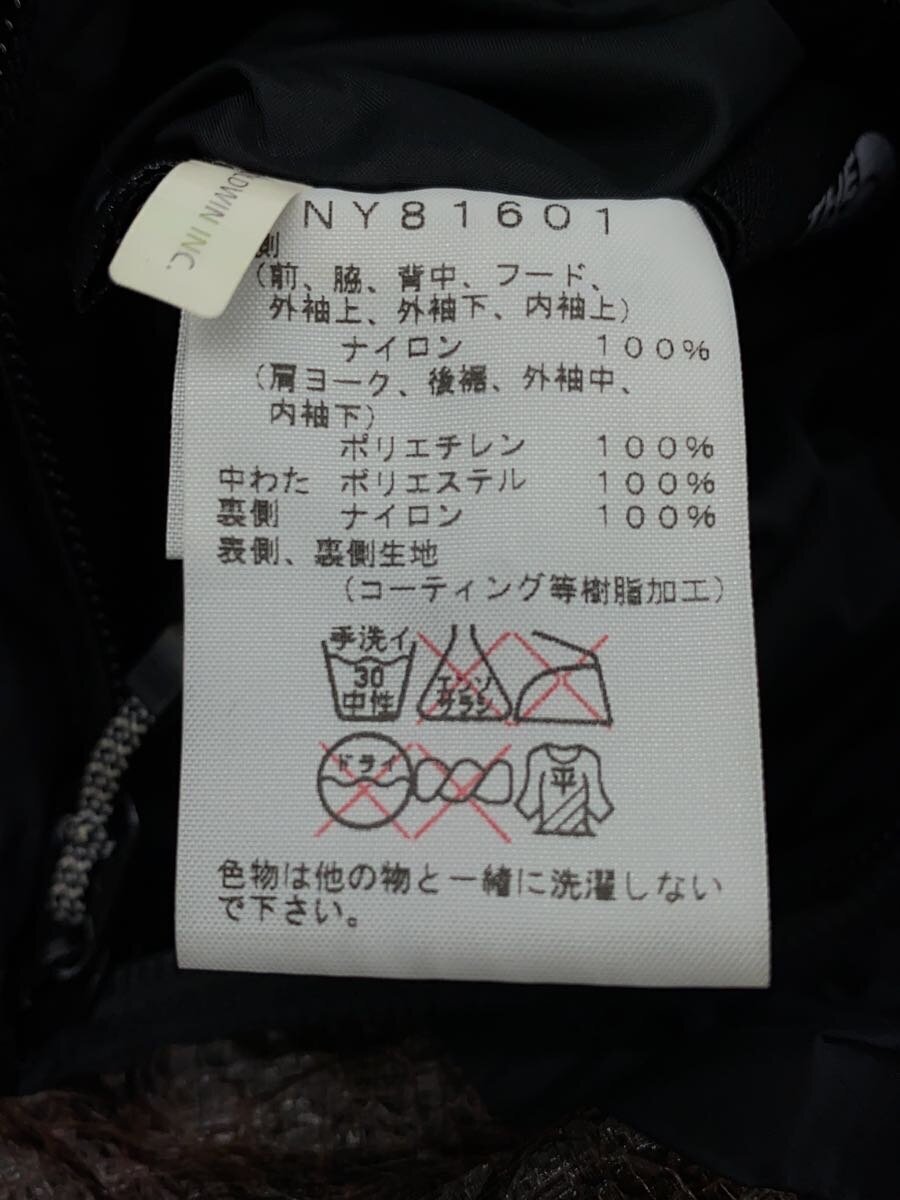 NY81601
側
(前、脇、背中、フード、
外袖上、外袖下、内袖上)
ナイロン 100%
(肩ヨーク、後裾、外袖中、
内袖下)
ポリエチレン 100%
中わた ポリエステル 100%
裏側 ナイロン 100%
表側、裏側生地
(コーティング等樹脂加工)
手洗イ
30
中性
エンソ
サラシ
ドライ
平
色物は他の物と一緒に洗濯しない
で下さい。
INC.
THE